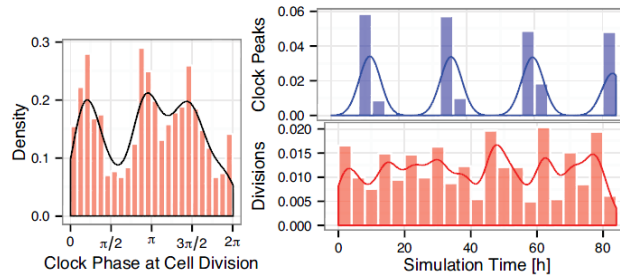 0.3
0.2
0.1
0.0
Density
0 π/2 π 3π/2 2π
Clock Phase at Cell Division
0.06
0.04
0.02
0.00
Clock Peaks
0.020
0.015
0.010
0.005
0.000
Divisions
0 20 40 60 80
Simulation Time [h]